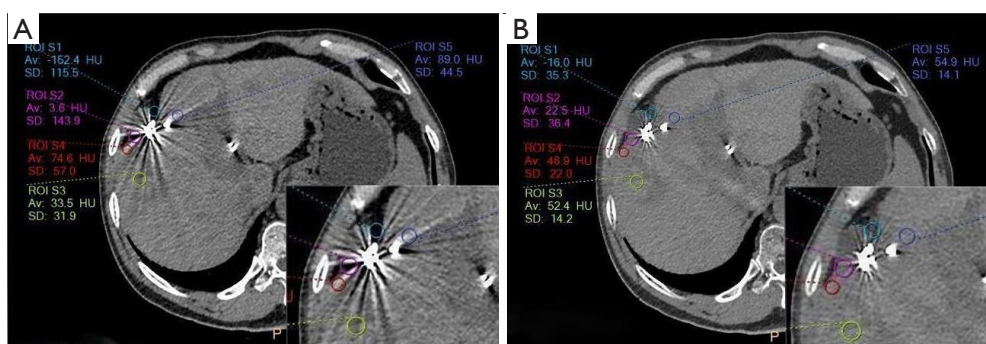 A
ROI S1
Av: -162.4 HU
SD: 115.5
ROI S2
Av: 3.6 HU
SD: 143.9
ROI S4
Av: 74.6 HU
SD: 57.0
ROI S3
Av: 33.5 HU
SD: 31.9
ROI S5
Av: 89.0 HU
SD: 44.5
P
B
ROI S1
Av: -16.0 HU
SD: 35.3
ROI S2
Av: 22.5 HU
SD: 36.4
ROI S4
Av: 46.9 HU
SD: 22.0
ROI S3
Av: 52.4 HU
SD: 14.2
ROI S5
Av: 54.9 HU
SD: 14.1
P